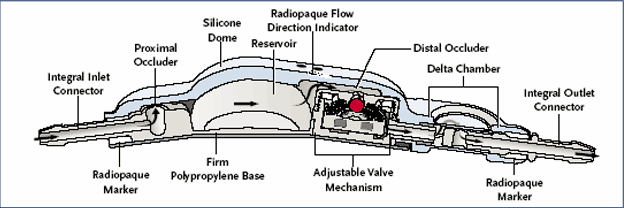 Radiopaque Flow
Direction Indicator
Silicone
Dome
Reservoir
Proximal
Occluder
Distal Occluder
Delta Chamber
Integral Inlet
Connector
Integral Outlet
Connector
Radiopaque
Marker
Firm
Polypropylene Base
Adjustable Valve
Mechanism
Radiopaque
Marker